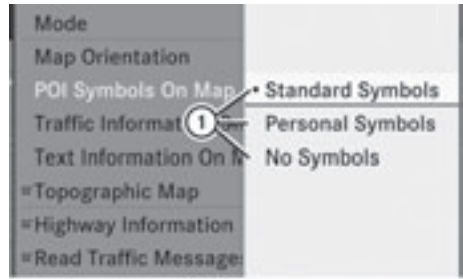 Mode
Map Orientation
POI Symbols On Map
Traffic Informat
Text Information On M
Topographic Map
Highway Information
Read Traffic Message
1
Standard Symbols
Personal Symbols
No Symbols